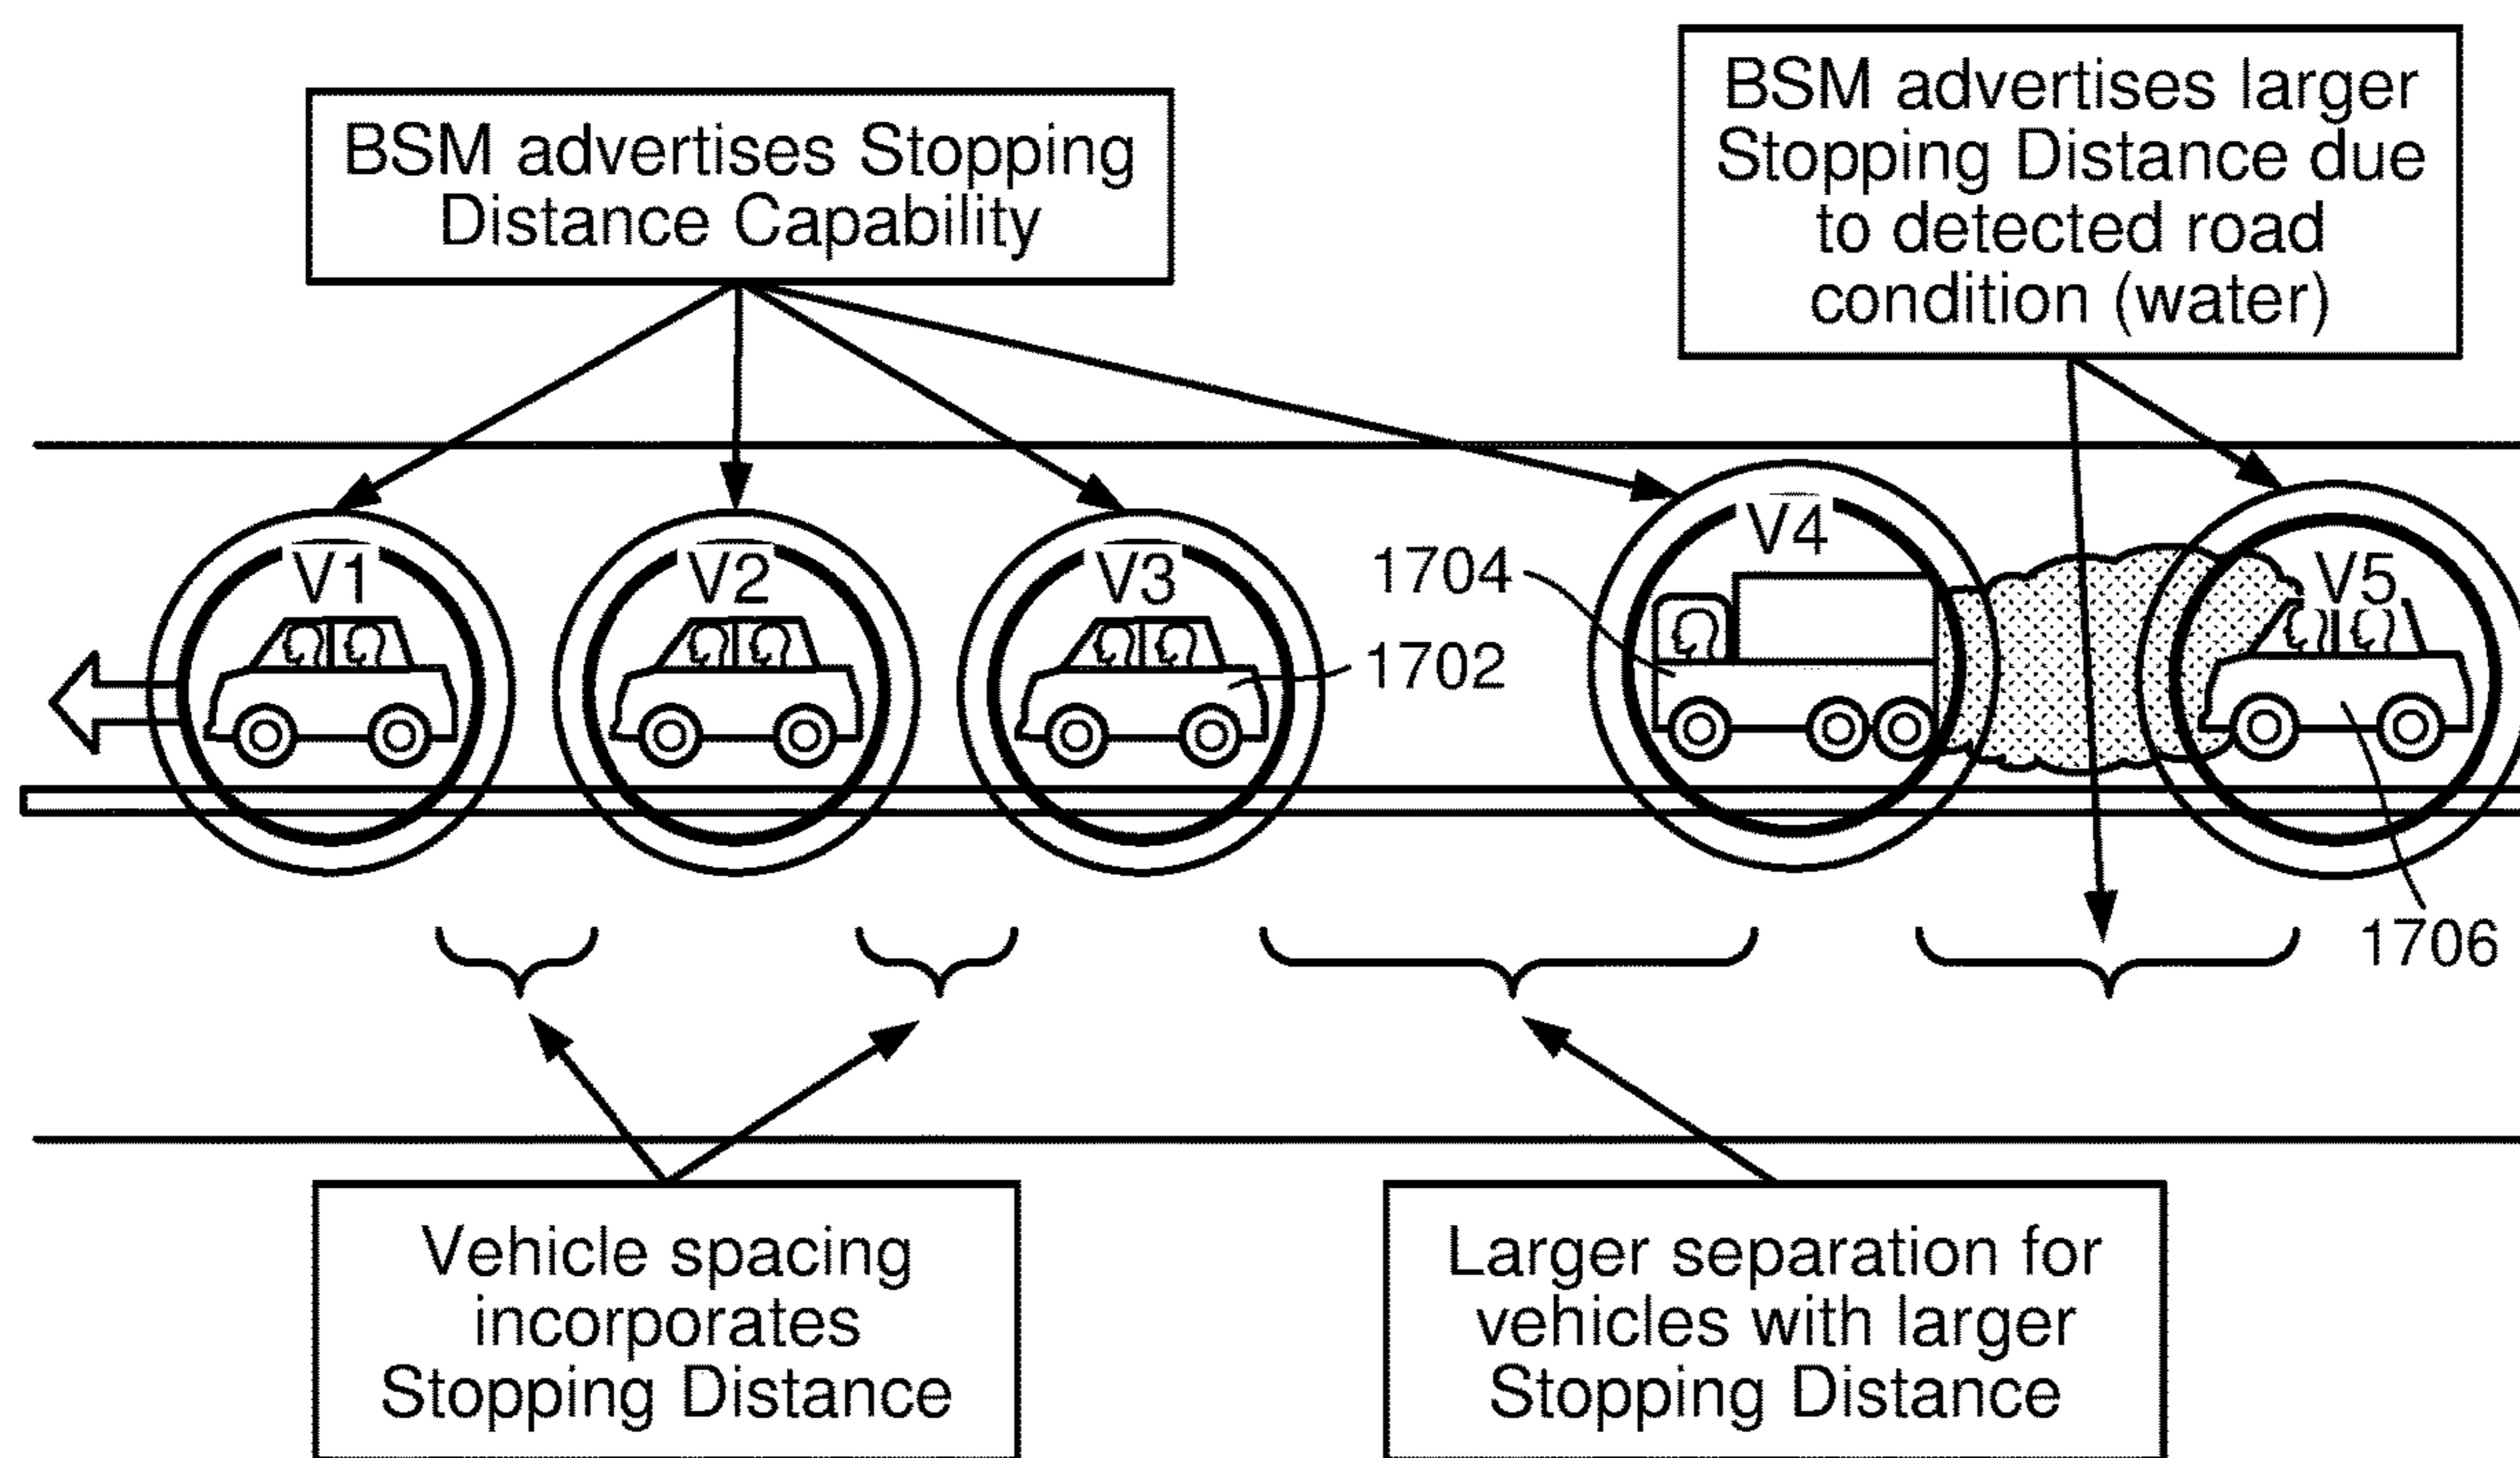 BSM advertises Stopping
Distance Capability
BSM advertises larger
Stopping Distance due
to detected road
condition (water)
V1
V2
V3
V4
V5
1704
1702
1706
Vehicle spacing
incorporates
Stopping Distance
Larger separation for
vehicles with larger
Stopping Distance